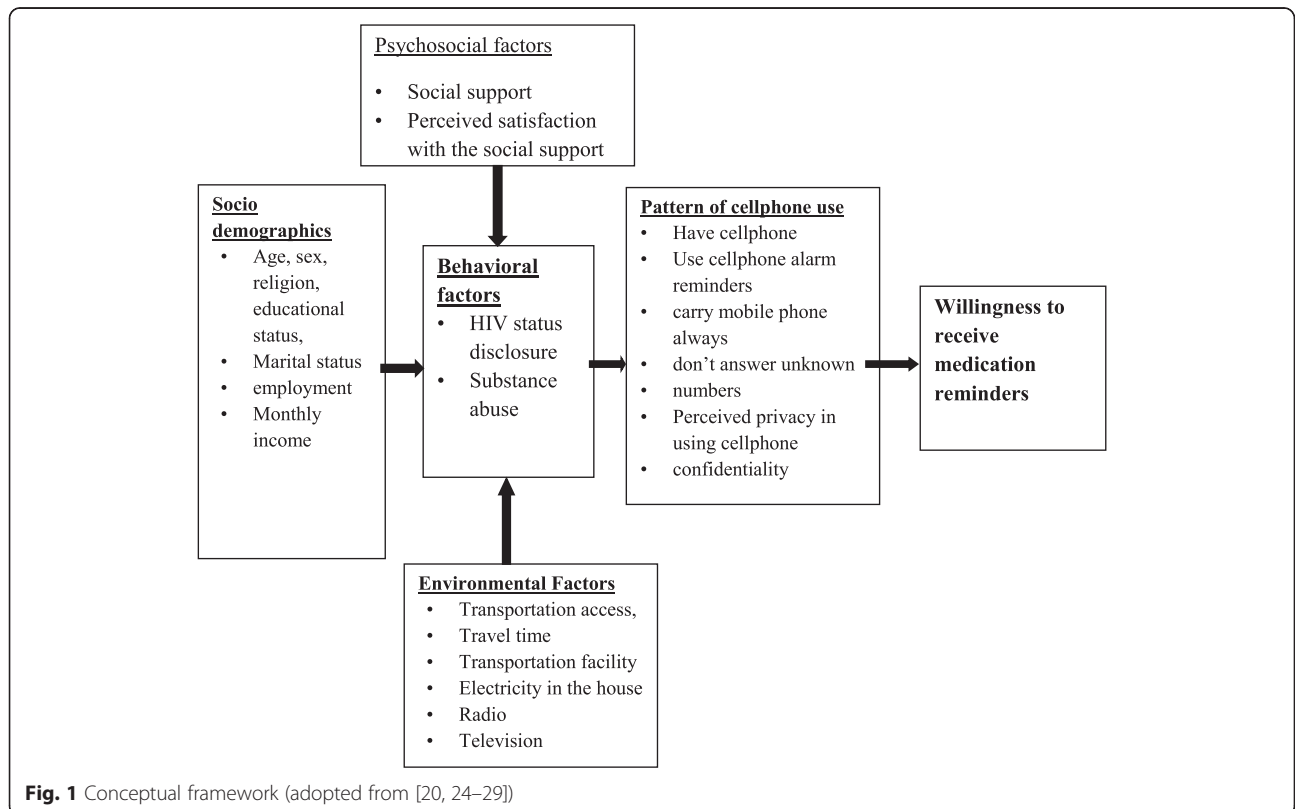 Psychosocial factors
• Social support
• Perceived satisfaction
with the social support
Socio
demographics
• Age, sex,
religion,
educational
status,
• Marital status
• employment
• Monthly
income
Behavioral
factors
• HIV status
disclosure
• Substance
abuse
Pattern of cellphone use
• Have cellphone
• Use cellphone alarm
reminders
• carry mobile phone
always
• don’t answer unknown
• numbers
• Perceived privacy in
using cellphone
• confidentiality
Willingness to
receive
medication
reminders
Environmental Factors
• Transportation access,
• Travel time
• Transportation facility
• Electricity in the house
• Radio
• Television
Fig. 1 Conceptual framework (adopted from [20, 24–29])